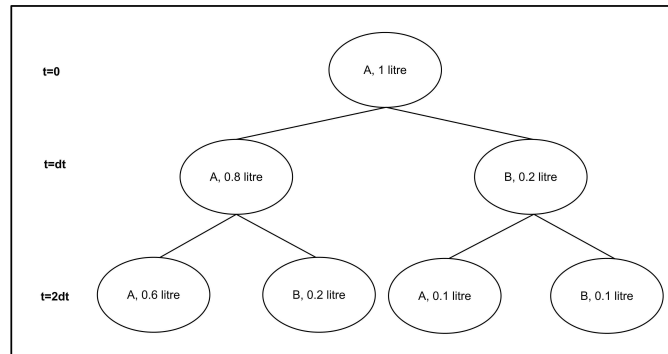 t=0
A, 1 litre
t=dt
A, 0.8 litre
B, 0.2 litre
t=2dt
A, 0.6 litre
B, 0.2 litre
A, 0.1 litre
B, 0.1 litre